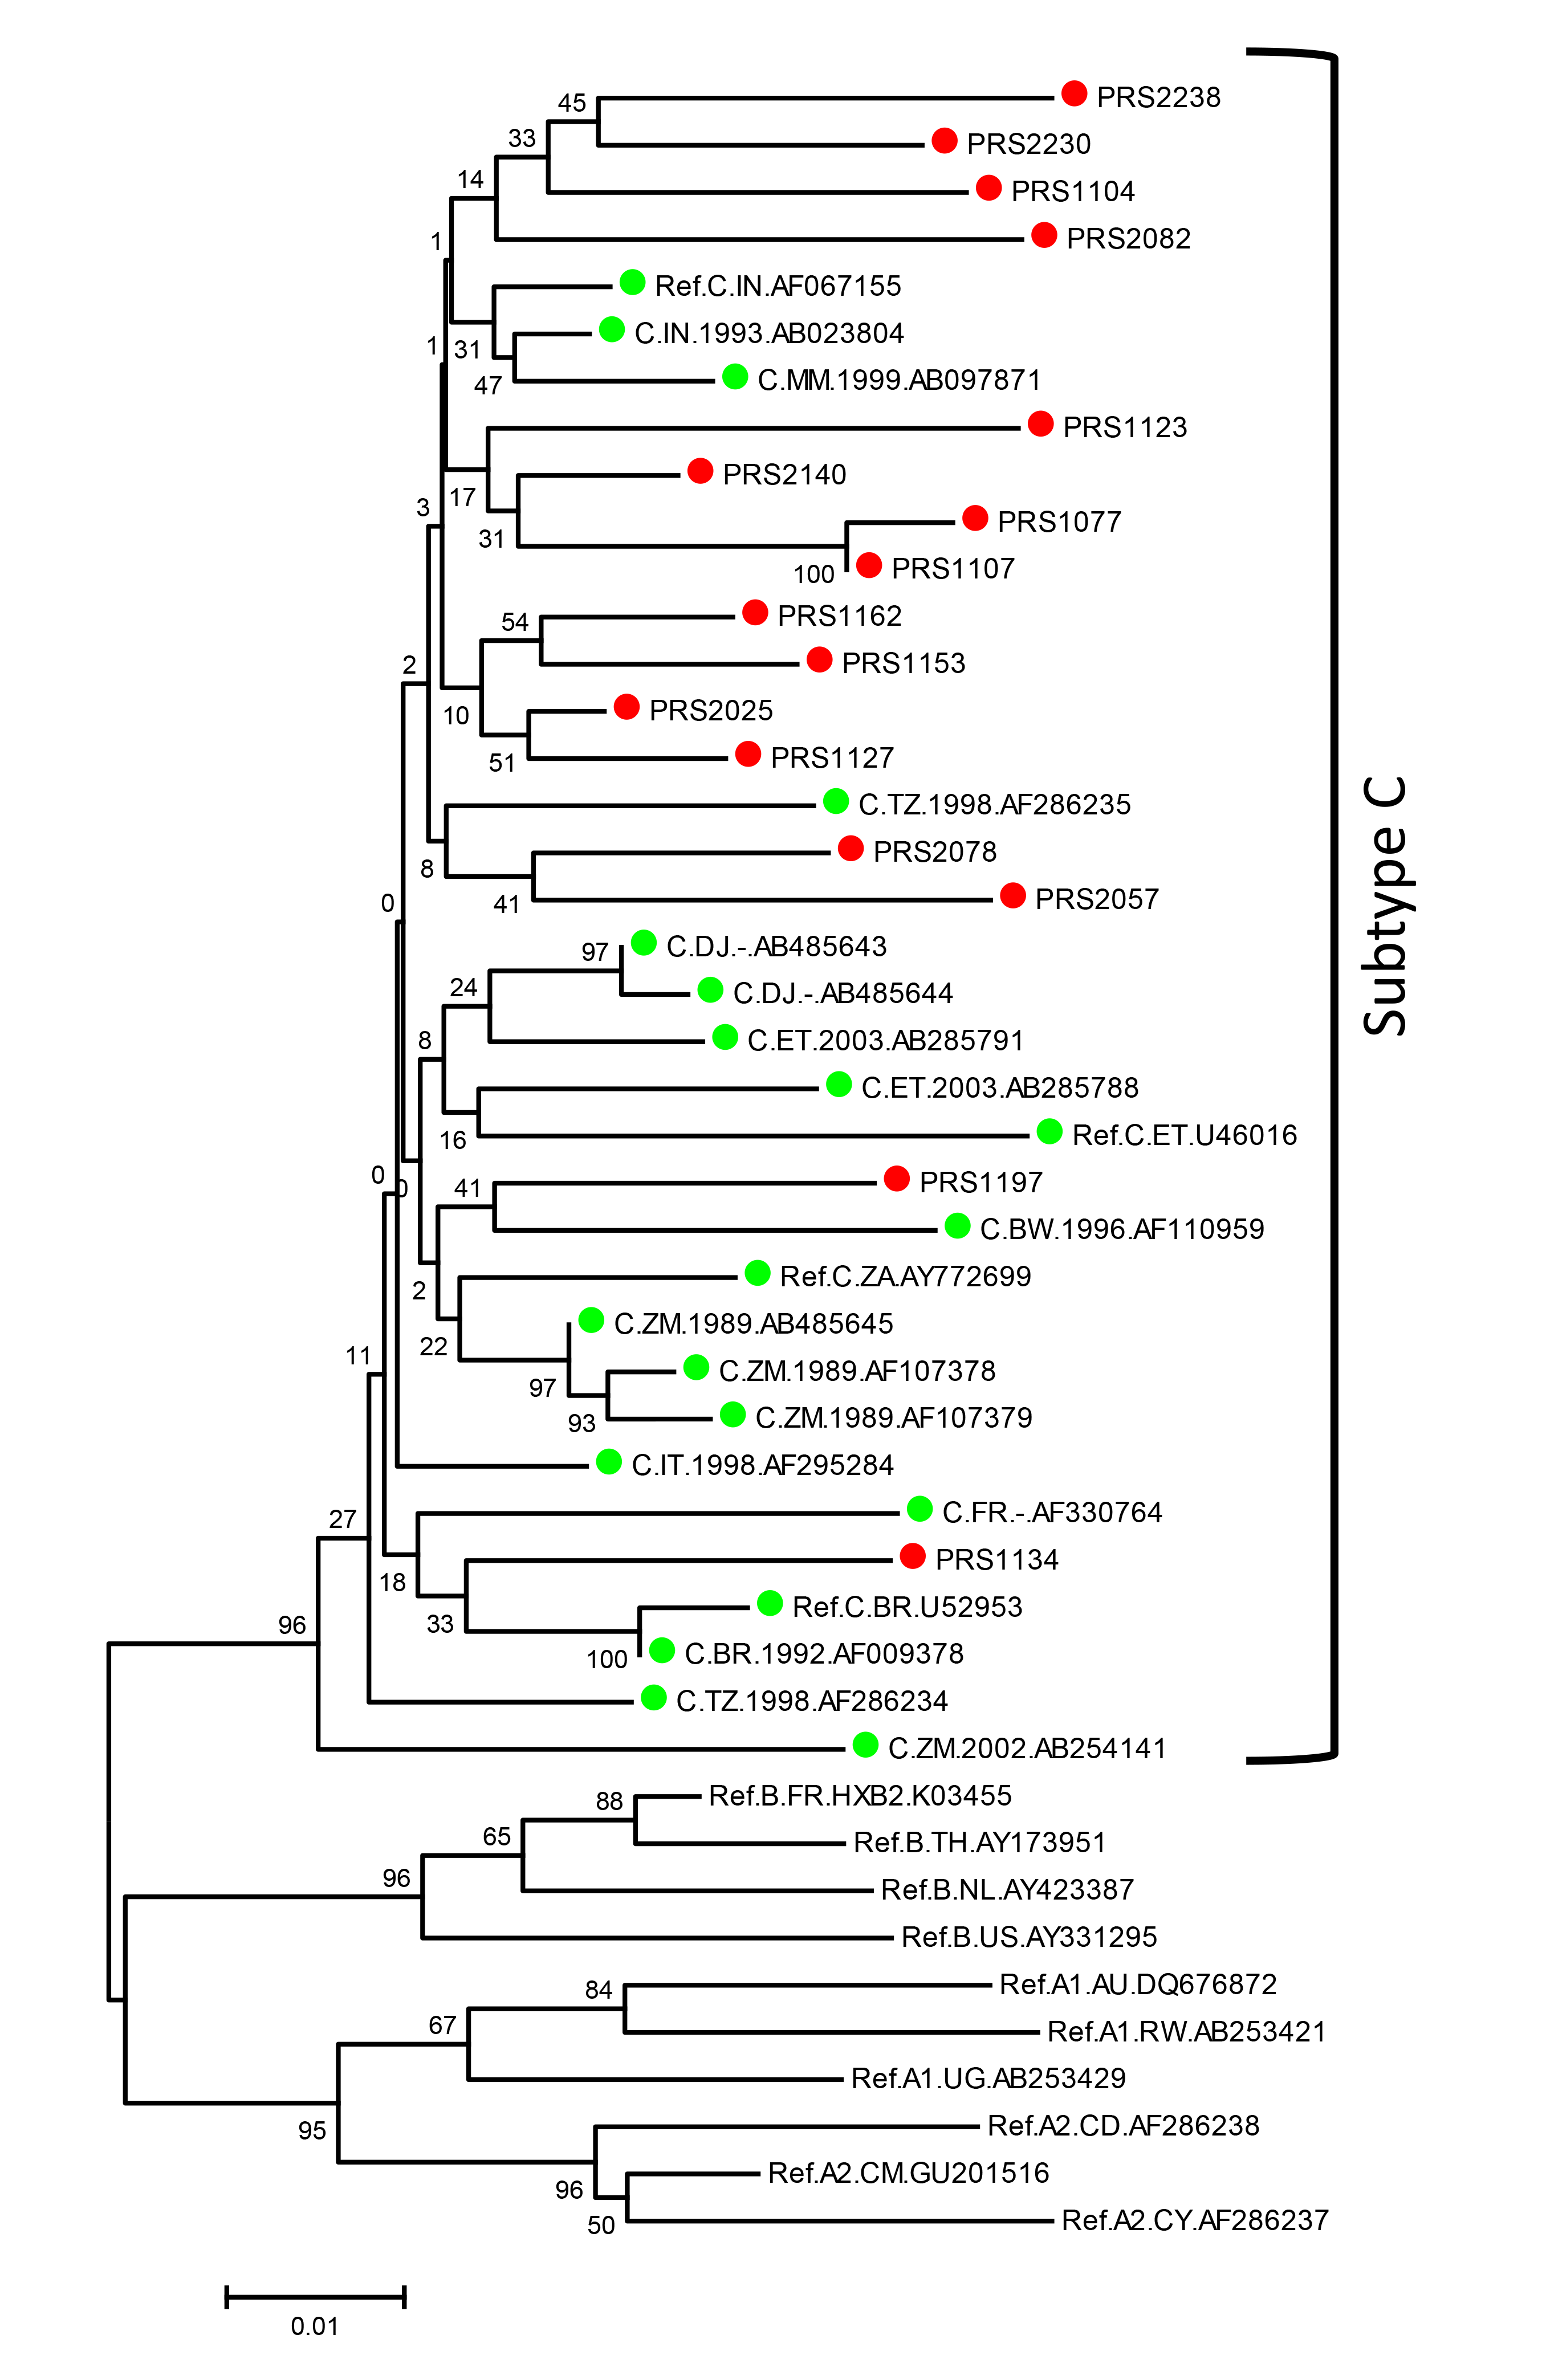 45
PRS2238
33
PRS2230
14
PRS1104
1
PRS2082
Ref.C.IN.AF067155
C.IN.1993.AB023804
1
31
47
C.MM.1999.AB097871
PRS1123
PRS2140
17
3
31
PRS1077
100
PRS1107
54
PRS1162
2
PRS1153
10
PRS2025
51
PRS1127
C.TZ.1998.AF286235
8
PRS2078
0
41
PRS2057
97
C.DJ.-.AB485643
24
C.DJ.-.AB485644
8
C.ET.2003.AB285791
C.ET.2003.AB285788
16
Ref.C.ET.U46016
0
0
41
PRS1197
C.BW.1996.AF110959
2
Ref.C.ZA.AY772699
22
C.ZM.1989.AB485645
11
97
C.ZM.1989.AF107378
93
C.ZM.1989.AF107379
C.IT.1998.AF295284
27
C.FR.-.AF330764
18
PRS1134
96
33
Ref.C.BR.U52953
100
C.BR.1992.AF009378
C.TZ.1998.AF286234
C.ZM.2002.AB254141
Subtype C
88
Ref.B.FR.HXB2.K03455
65
Ref.B.TH.AY173951
96
Ref.B.NL.AY423387
Ref.B.US.AY331295
84
Ref.A1.AU.DQ676872
67
Ref.A1.RW.AB253421
Ref.A1.UG.AB253429
95
Ref.A2.CD.AF286238
96
Ref.A2.CM.GU201516
50
Ref.A2.CY.AF286237
0.01